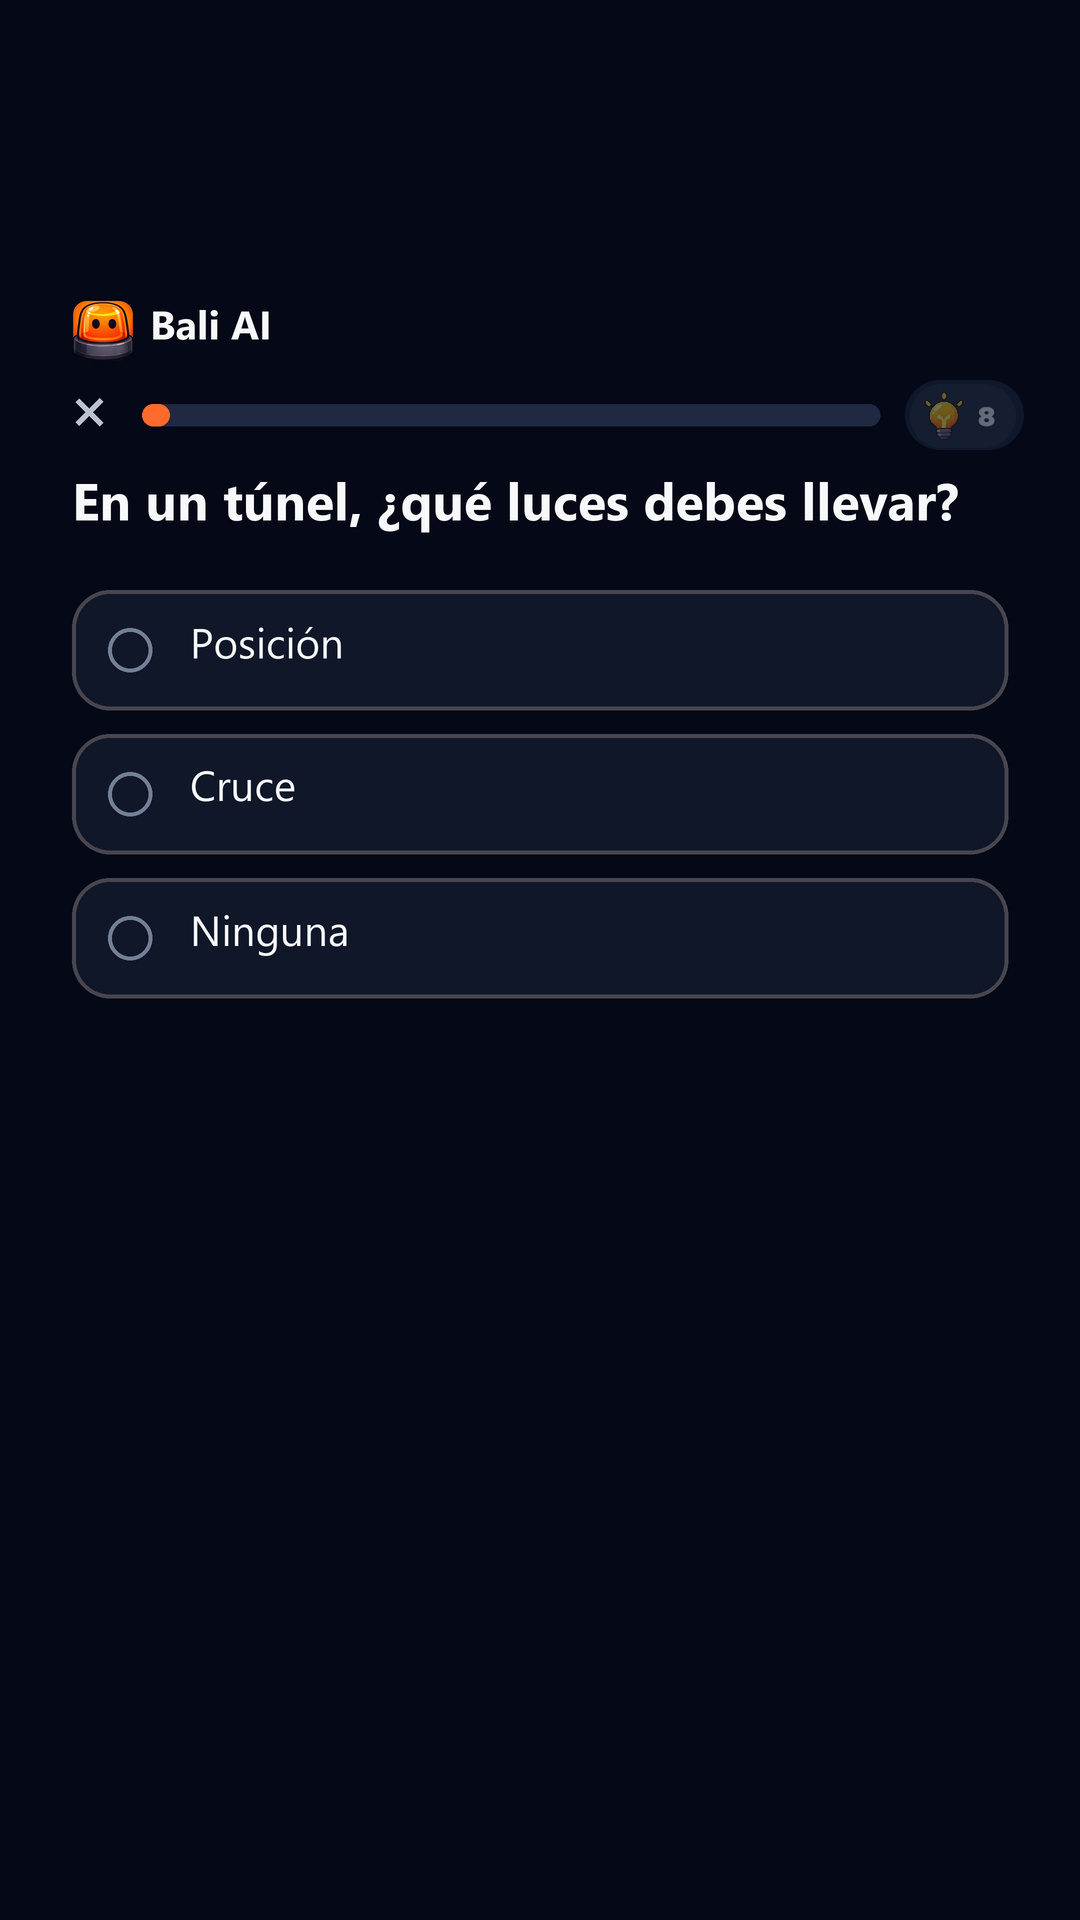 Bali AI
8
En un túnel, ¿qué luces debes llevar?
Posición
Cruce
Ninguna